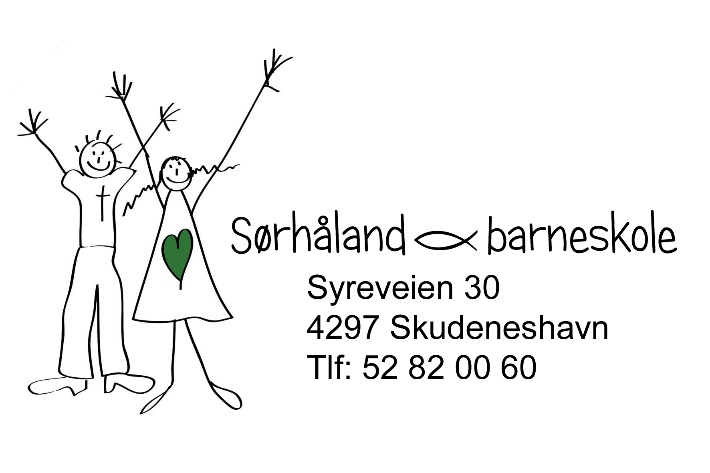 Sørhåland barneskole
Syreveien 30
4297 Skudeneshavn
Tlf: 52 82 00 60